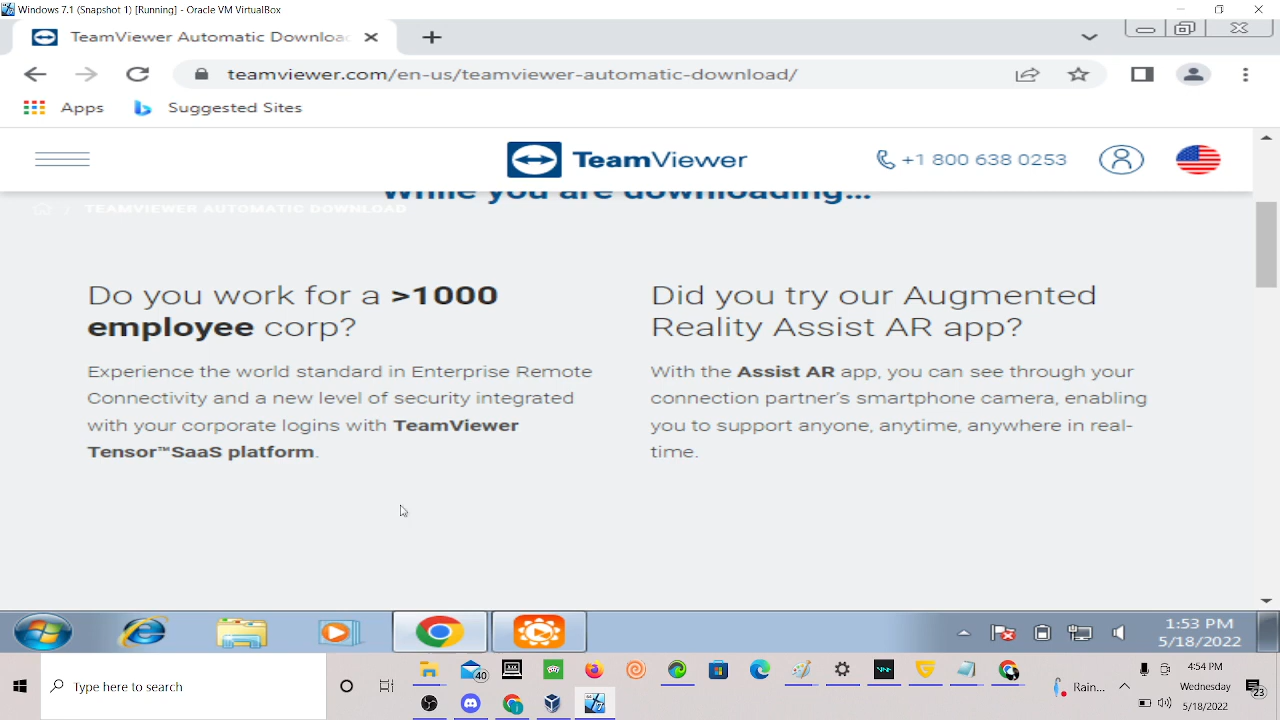 Windows 7.1 (Snapshot 1) [Running] - Oracle VM VirtualBox
TeamViewer Automatic Downloa
teamviewer.com/en-us/teamviewer-automatic-download/
Apps
Suggested Sites
TeamViewer
+1 800 638 0253
While you are downloading...
TEAMVIEWER AUTOMATIC DOWNLOAD
Do you work for a >1000
employee corp?
Experience the world standard in Enterprise Remote
Connectivity and a new level of security integrated
with your corporate logins with TeamViewer
Tensor™SaaS platform.
Did you try our Augmented
Reality Assist AR app?
With the Assist AR app, you can see through your
connection partner's smartphone camera, enabling
you to support anyone, anytime, anywhere in real-
time.
1:53 PM
5/18/2022
Type here to search
40
Rain...
4:54 PM
Wednesday
5/18/2022
23